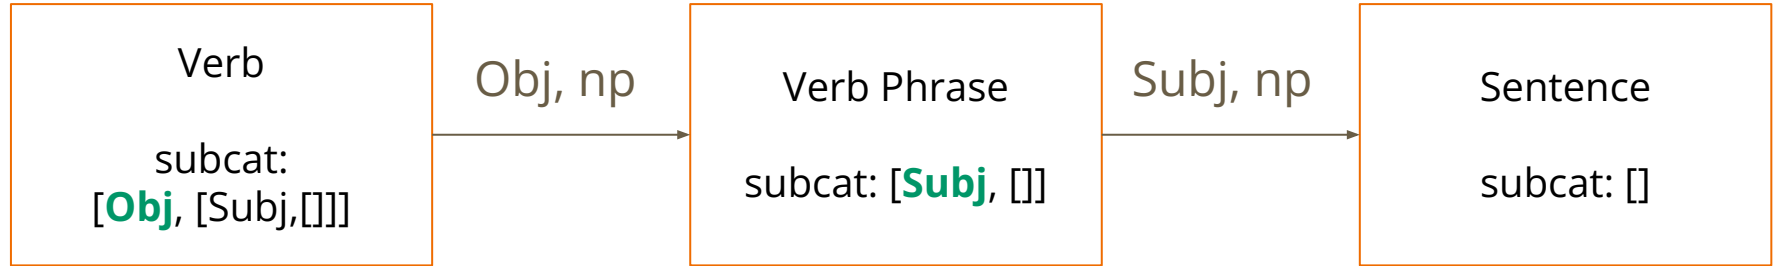 Verb
subcat:
[Obj, [Subj,[]]]
Obj, np
Verb Phrase
subcat: [Subj, []]
Subj, np
Sentence
subcat: []